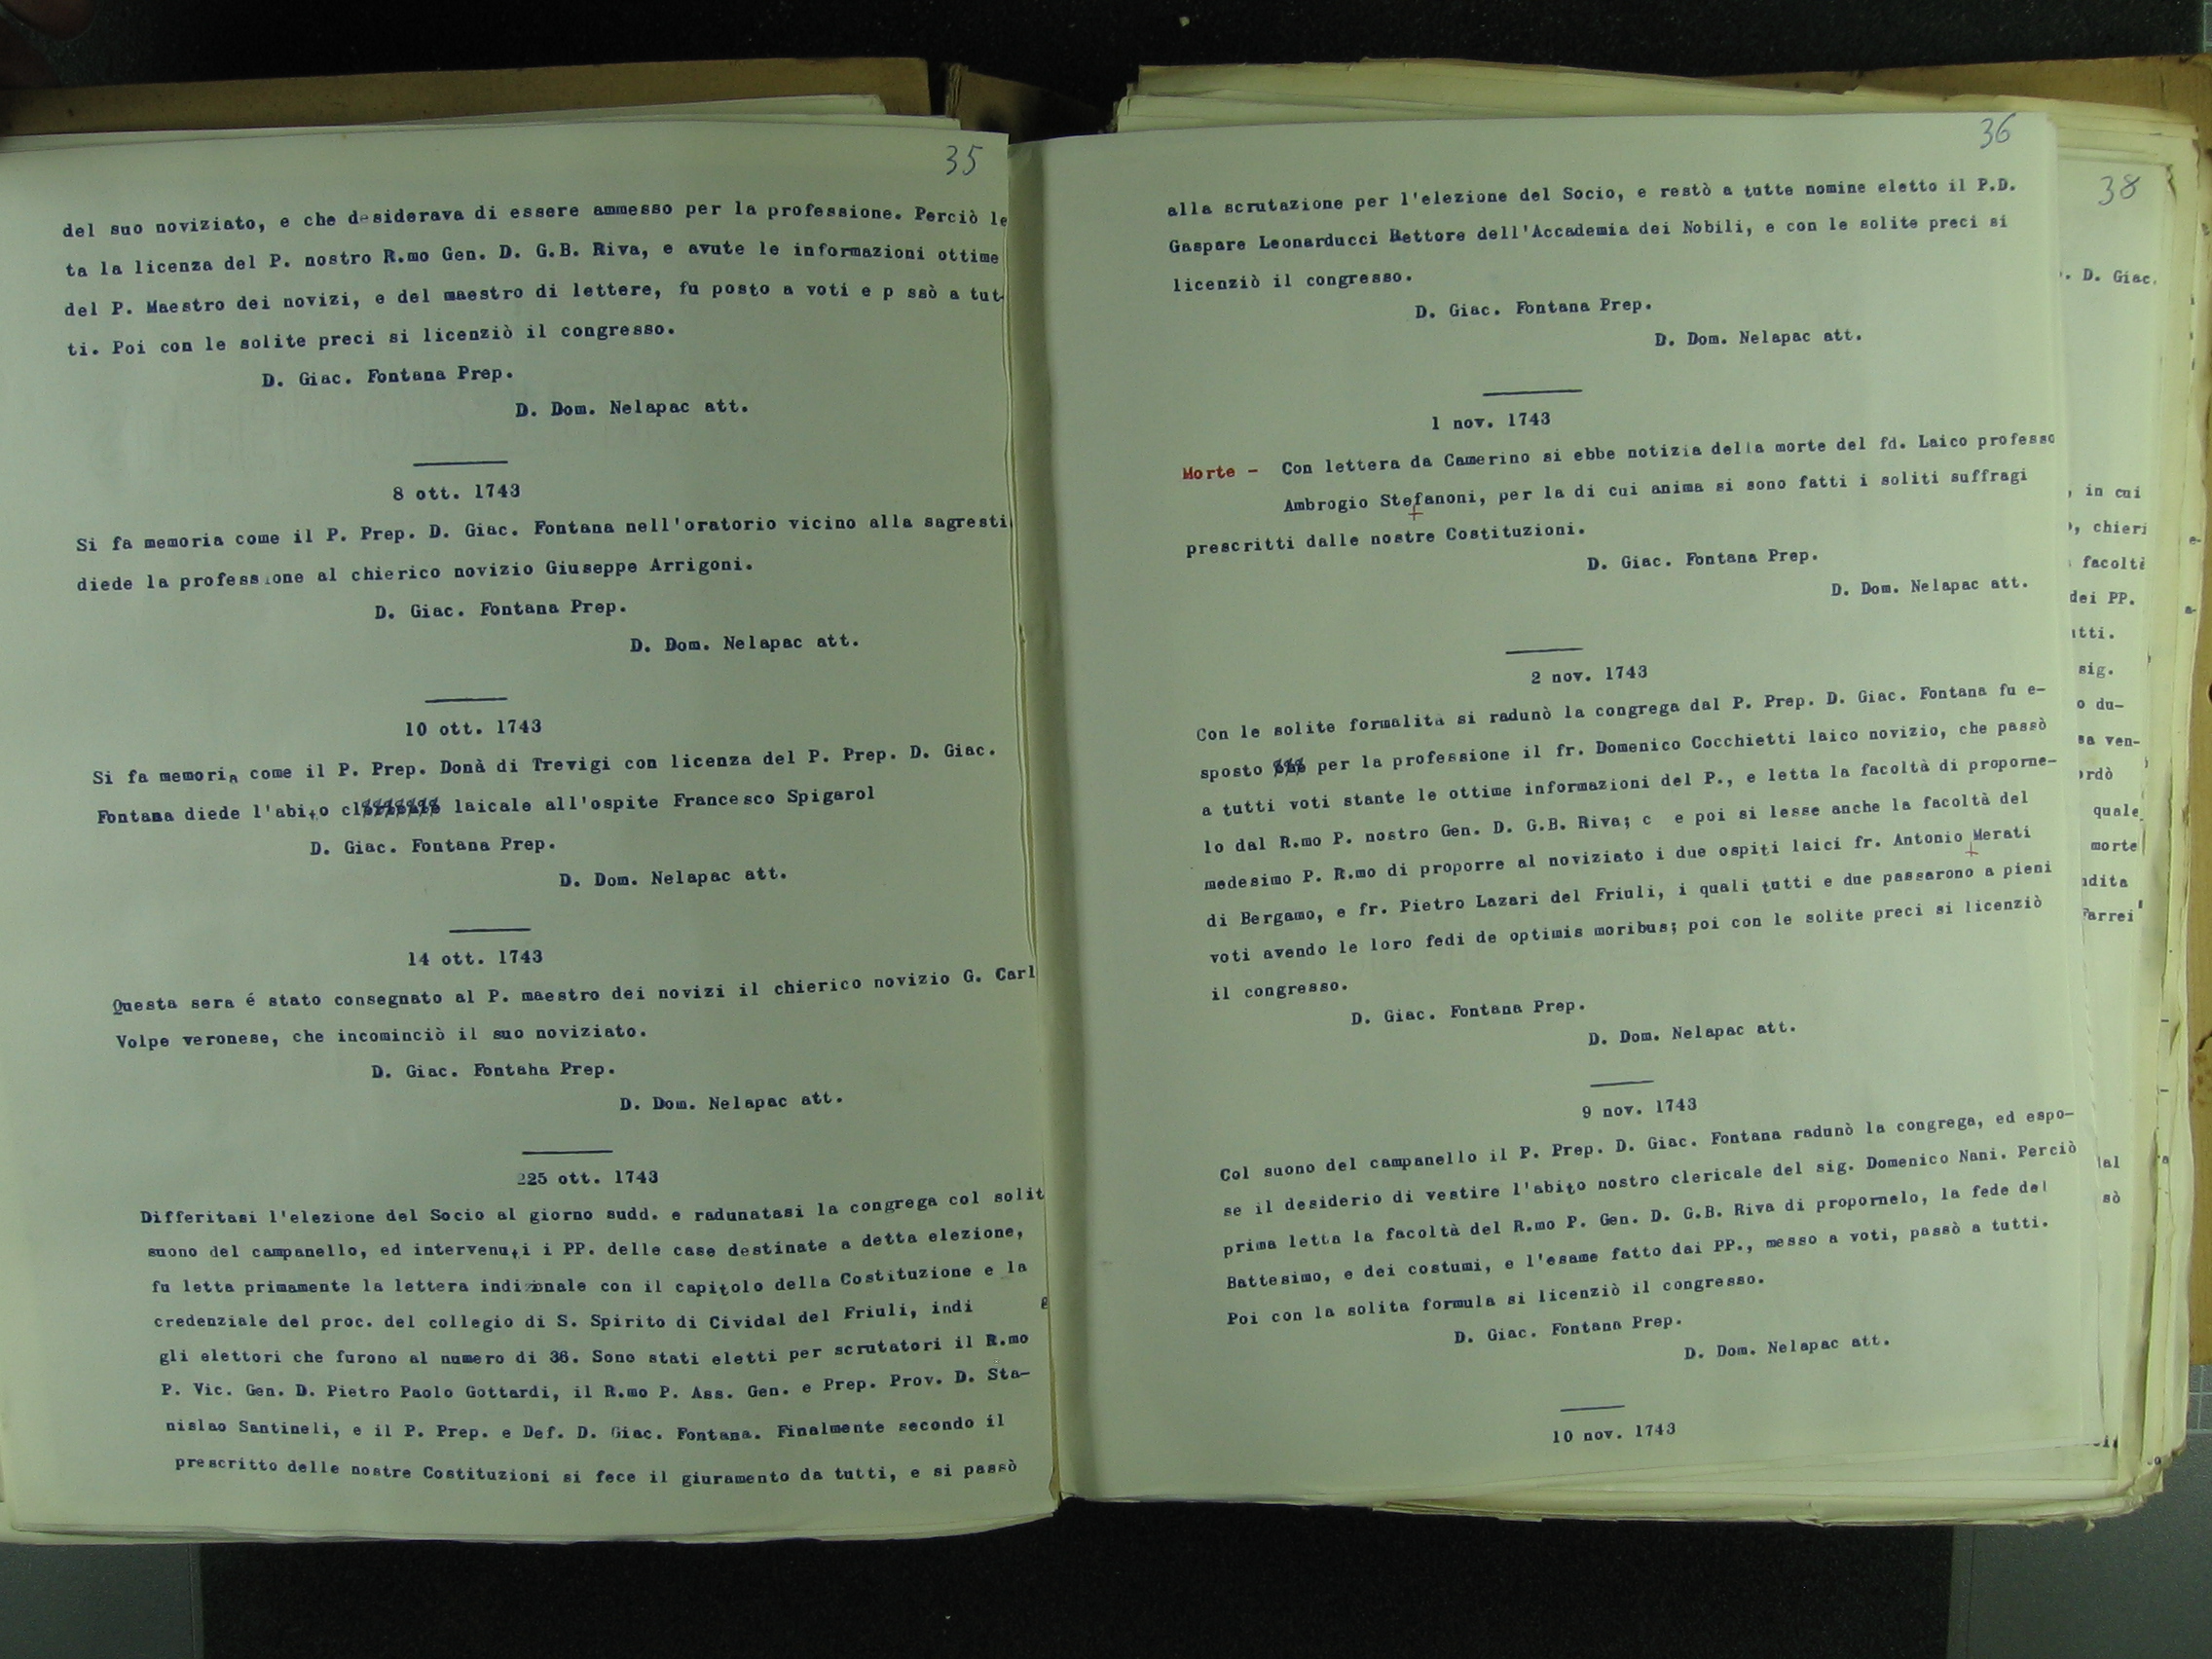 35
del suo noviziato, e che desiderava di essere ammesso per la professione. Perciò le
ta la licenza del P. nostro R.mo Gen. D. G.B. Riva, e avute le informazioni ottime
del P. Maestro dei novizi, e del maestro di lettere, fu posto a voti e p ssò a tut
ti. Poi con le solite preci si licenziò il congresso.
D. Giac. Fontana Prep.
D. Dom. Nelapac att.
8 ott. 1743
Si fa memoria come il P. Prep. D. Giac. Fontana nell'oratorio vicino alla sagresti
diede la professione al chierico novizio Giuseppe Arrigoni.
D. Giac. Fontana Prep.
D. Dom. Nelapac att.
10 ott. 1743
Si fa memoria come il P. Prep. Donà di Trevigi con licenza del P. Prep. D. Giac.
Fontana diede l'abito laicale all'ospite Francesco Spigarol
D. Giac. Fontana Prep.
D. Dom. Nelapac att.
14 ott. 1743
Questa sera é stato consegnato al P. maestro dei novizi il chierico novizio G. Carl
Volpe veronese, che incominciò il suo noviziato.
D. Giac. Fontaha Prep.
D. Dom. Nelapac att.
225 ott. 1743
Differitasi l'elezione del Socio al giorno sudd. e radunatasi la congrega col solit
suono del campanello, ed intervenuti i PP. delle case destinate a detta elezione,
fu letta primamente la lettera indizionale con il capitolo della Costituzione e la
credenziale del proc. del collegio di S. Spirito di Cividal del Friuli, indi
gli elettori che furono al numero di 36. Sono stati eletti per scrutatori il R.mo
P. Vic. Gen. D. Pietro Paolo Gottardi, il R.mo P. Ass. Gen. e Prep. Prov. D. Sta-
nislao Santineli, e il P. Prep. e Def. D. Giac. Fontana. Finalmente secondo il
prescritto delle nostre Costituzioni si fece il giuramento da tutti, e si passò
36
alla scrutazione per l'elezione del Socio, e restò a tutte nomine eletto il P.D.
Gaspare Leonarducci Rettore dell'Accademia dei Nobili, e con le solite preci si
licenziò il congresso.
D. Giac. Fontana Prep.
D. Dom. Nelapac att.
1 nov. 1743
Morte - Con lettera da Camerino si ebbe notizia della morte del fd. Laico professo
Ambrogio Stefanoni, per la di cui anima si sono fatti i soliti suffragi
prescritti dalle nostre Costituzioni.
D. Giac. Fontana Prep.
D. Dom. Nelapac att.
2 nov. 1743
Con le solite formalità si radunò la congrega dal P. Prep. D. Giac. Fontana fu e-
sposto per la professione il fr. Domenico Cocchietti laico novizio, che passò
a tutti voti stante le ottime informazioni del P., e letta la facoltà di proporne-
lo dal R.mo P. nostro Gen. D. G.B. Riva; c e poi si lesse anche la facoltà del
medesimo P. R.mo di proporre al noviziato i due ospiti laici fr. Antonio Merati
di Bergamo, e fr. Pietro Lazari del Friuli, i quali tutti e due passarono a pieni
voti avendo le loro fedi de optimis moribus; poi con le solite preci si licenziò
il congresso.
D. Giac. Fontana Prep.
D. Dom. Nelapac att.
9 nov. 1743
Col suono del campanello il P. Prep. D. Giac. Fontana radunò la congrega, ed espo-
se il desiderio di vestire l'abito nostro clericale del sig. Domenico Nani. Perciò
prima letta la facoltà del R.mo P. Gen. D. G.B. Riva di propornelo, la fede del
Battesimo, e dei costumi, e l'esame fatto dai PP., messo a voti, passò a tutti.
Poi con la solita formula si licenziò il congresso.
D. Giac. Fontana Prep.
D. Dom. Nelapac att.
10 nov. 1743
38
. D. Giac.
, in cui
, chieri
facolti
dei PP.
tti.
sig.
o du-
sa ven-
rdò
quale
morte
dita
Farrei
al
sò